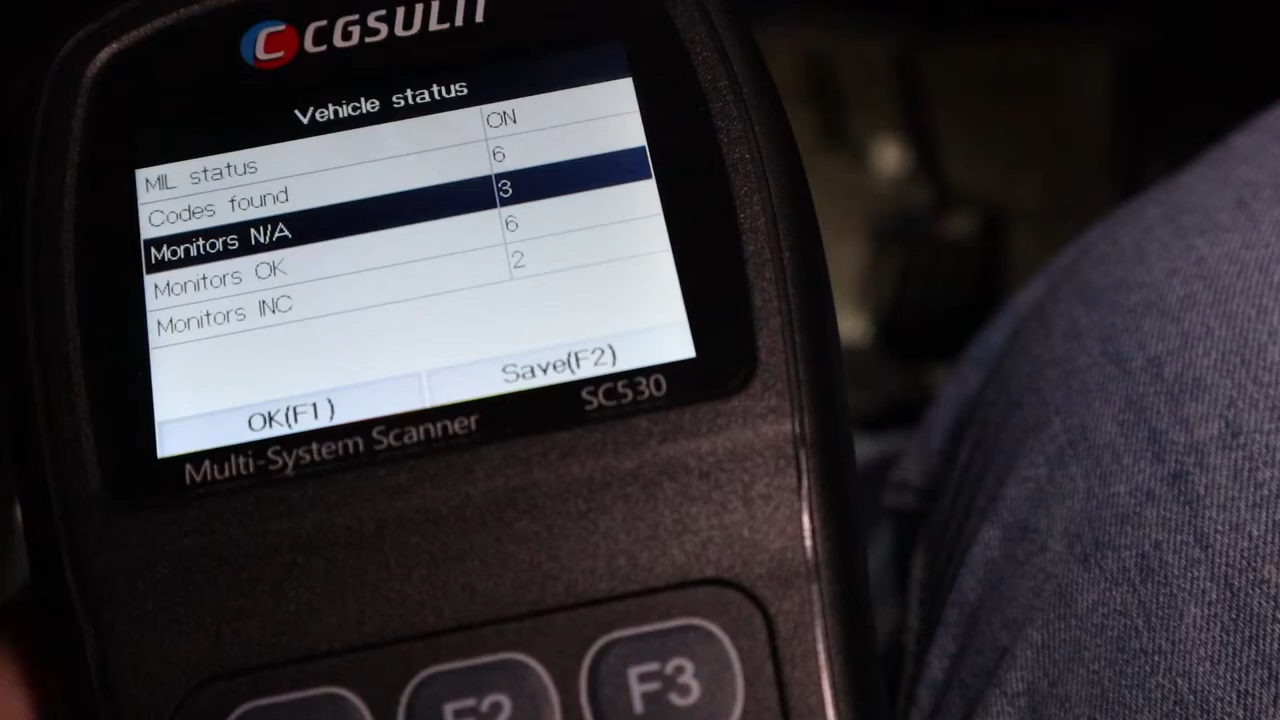 CGSULIT
Vehicle status
MIL status ON
Codes found 6
Monitors N/A 3
Monitors OK 6
Monitors INC 2
OK(F1) Save(F2)
Multi-System Scanner SC530
F2 F3